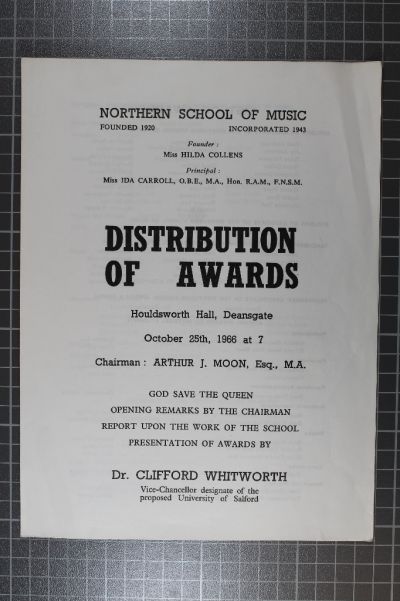 NORTHERN SCHOOL OF MUSIC
FOUNDED 1920 INCORPORATED 1943
Founder :
Miss HILDA COLLENS
Principal :
Miss IDA CARROLL, O.B.E., M.A., Hon. R.A.M., F.N.S.M.
DISTRIBUTION
OF AWARDS
Houldsworth Hall, Deansgate
October 25th, 1966 at 7
Chairman : ARTHUR J. MOON, Esq., M.A.
GOD SAVE THE QUEEN
OPENING REMARKS BY THE CHAIRMAN
REPORT UPON THE WORK OF THE SCHOOL
PRESENTATION OF AWARDS BY
Dr. CLIFFORD WHITWORTH
Vice-Chancellor designate of the
proposed University of Salford